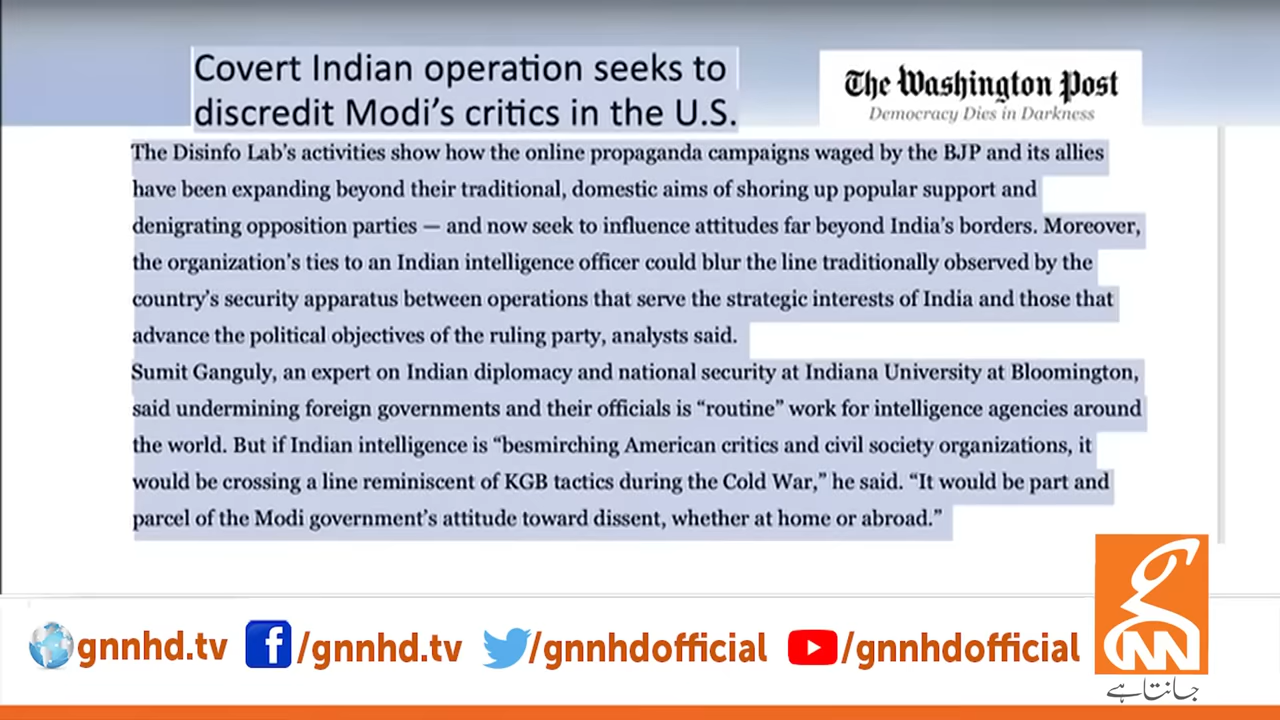 Covert Indian operation seeks to
discredit Modi's critics in the U.S.
The Washington Post
Democracy Dies in Darkness
The Disinfo Lab's activities show how the online propaganda campaigns waged by the BJP and its allies
have been expanding beyond their traditional, domestic aims of shoring up popular support and
denigrating opposition parties — and now seek to influence attitudes far beyond India's borders. Moreover,
the organization's ties to an Indian intelligence officer could blur the line traditionally observed by the
country's security apparatus between operations that serve the strategic interests of India and those that
advance the political objectives of the ruling party, analysts said.
Sumit Ganguly, an expert on Indian diplomacy and national security at Indiana University at Bloomington,
said undermining foreign governments and their officials is “routine” work for intelligence agencies around
the world. But if Indian intelligence is “besmirching American critics and civil society organizations, it
would be crossing a line reminiscent of KGB tactics during the Cold War,” he said. “It would be part and
parcel of the Modi government's attitude toward dissent, whether at home or abroad.”
gnnhd.tv
/gnnhd.tv
/gnnhdofficial
/gnnhdofficial
GNN
جانتا ہے